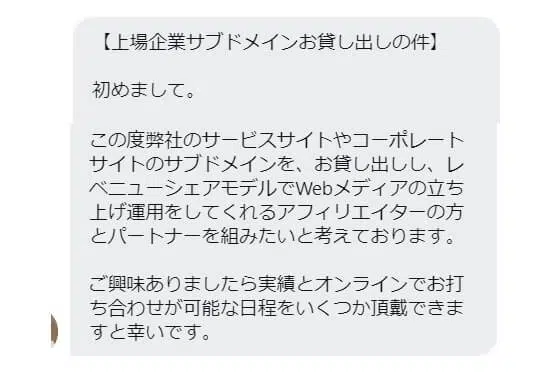 【上場企業サブドメインお貸し出しの件】
初めまして。
この度弊社のサービスサイトやコーポレート
サイトのサブドメインを、お貸し出しし、レ
ベニューシェアモデルでWebメディアの立ち
上げ運用をしてくれるアフィリエイターの方
とパートナーを組みたいと考えております。
ご興味ありましたら実績とオンラインでお打
ち合わせが可能な日程をいくつか頂戴できま
すと幸いです。